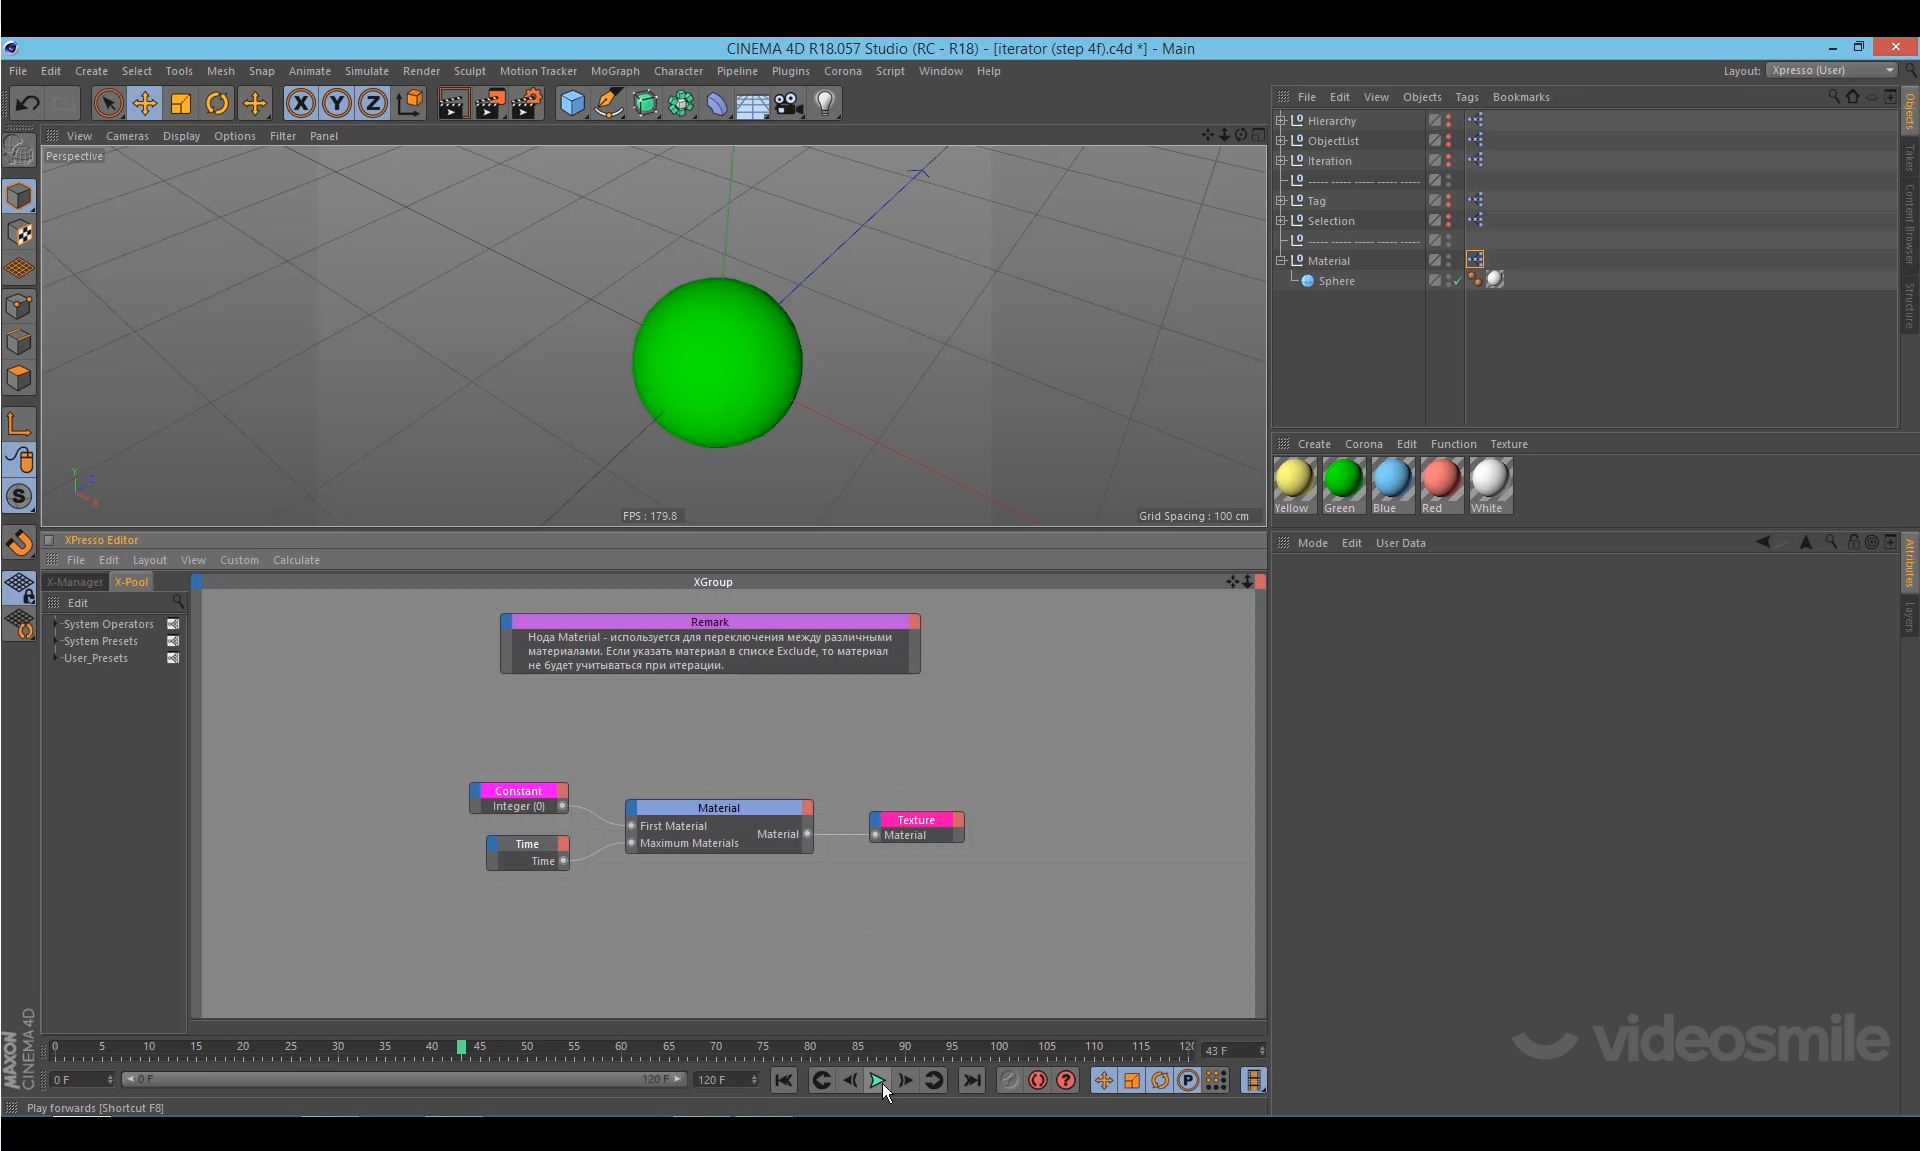 CINEMA 4D R18.057 Studio (RC - R18) - [iterator (step 4f).c4d *] - Main
File Edit Create Select Tools Mesh Snap Animate Simulate Render Sculpt Motion Tracker MoGraph Character Pipeline Plugins Corona Script Window Help
Layout: Xpresso (User)
File Edit View Objects Tags Bookmarks
View Cameras Display Options Filter Panel
Perspective
Hierarchy
ObjectList
Iteration
----- ----- ----- ----- -----
Tag
Selection
----- ----- ----- ----- -----
Material
Sphere
Objects
Takes
Content Browser
Structure
Y
Z
X
FPS : 179.8
Grid Spacing : 100 cm
Create Corona Edit Function Texture
Yellow Green Blue Red White
Mode Edit User Data
Attributes
Layers
XPresso Editor
File Edit Layout View Custom Calculate
X-Manager X-Pool
XGroup
Edit
System Operators
System Presets
User_Presets
Remark
Нода Material - используется для переключения между различными
материалами. Если указать материал в списке Exclude, то материал
не будет учитываться при итерации.
Constant
Integer (0)
Time
Time
Material
First Material
Material
Maximum Materials
Texture
Material
0 5 10 15 20 25 30 35 40 45 50 55 60 65 70 75 80 85 90 95 100 105 110 115 120
43 F
0 F
0 F
120 F
120 F
Play forwards [Shortcut F8]
MAXON
CINEMA 4D
videosmile